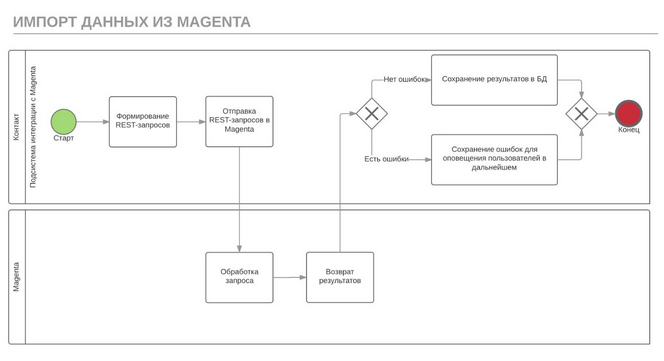 ИМПОРТ ДАННЫХ ИЗ MAGENTA
Контакт
Подсистема интеграции с Magenta
Старт
Формирование
REST-запросов
Отправка
REST-запросов в
Magenta
Нет ошибок
Сохранение результатов в БД
Есть ошибки
Сохранение ошибок для
оповещения пользователей в
дальнейшем
Конец
Magenta
Обработка
запроса
Возврат
результатов